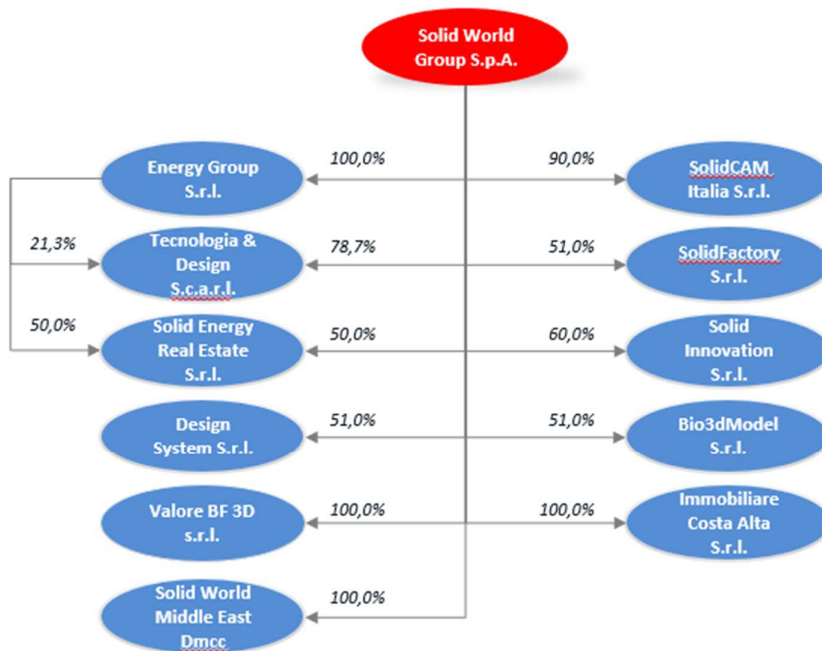 Solid World
Group S.p.A.
Energy Group
S.r.l.
100,0%
90,0%
SolidCAM
Italia S.r.l.
21,3%
Tecnologia &
Design
S.c.a.r.l.
78,7%
51,0%
SolidFactory
S.r.l.
50,0%
Solid Energy
Real Estate
S.r.l.
50,0%
60,0%
Solid
Innovation
S.r.l.
Design
System S.r.l.
51,0%
51,0%
Bio3dModel
S.r.l.
Valore BF 3D
s.r.l.
100,0%
100,0%
Immobiliare
Costa Alta
S.r.l.
Solid World
Middle East
Dmcc
100,0%